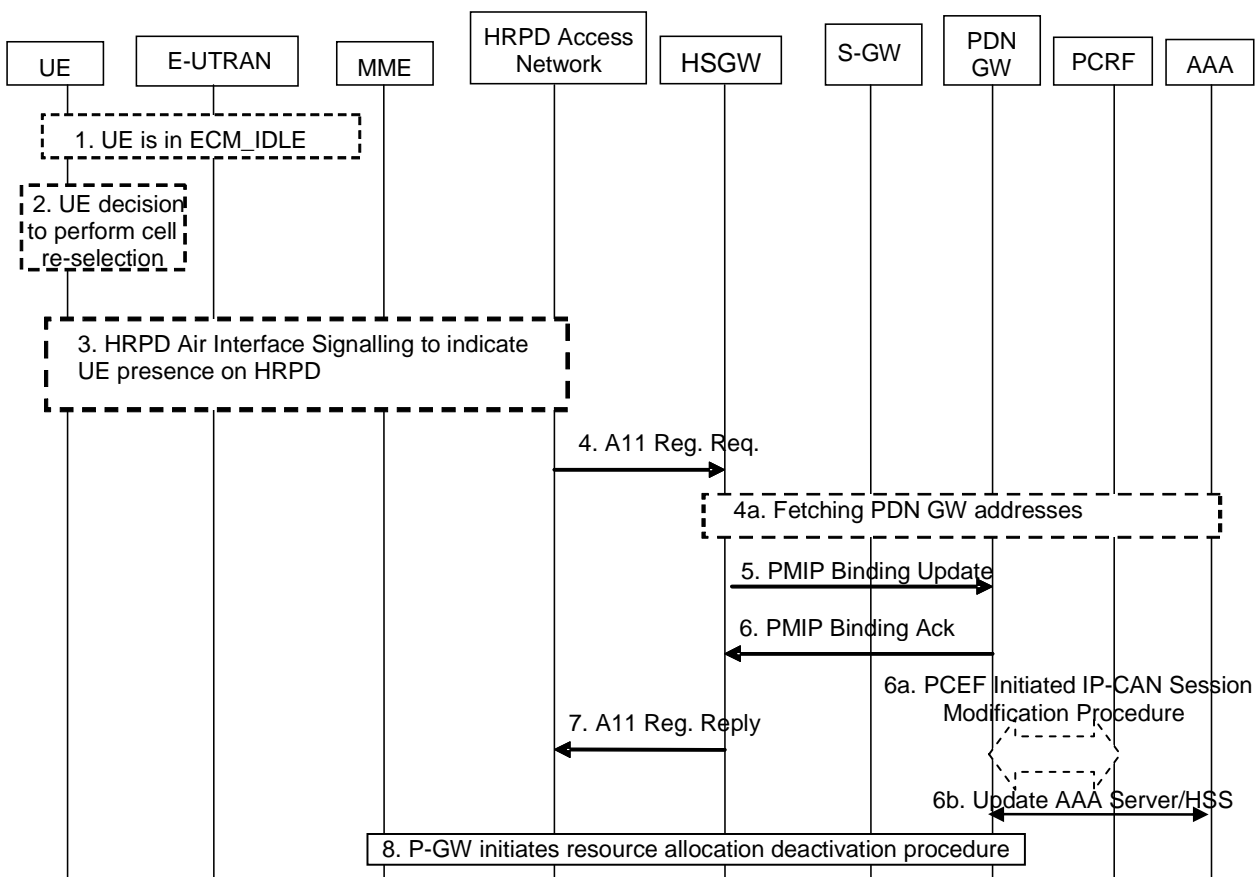 UE
E-UTRAN
MME
HRPD Access
Network
HSGW
S-GW
PDN
GW
PCRF
AAA
1. UE is in ECM_IDLE
2. UE decision
to perform cell
re-selection
3. HRPD Air Interface Signalling to indicate
UE presence on HRPD
4. A11 Reg. Req.
4a. Fetching PDN GW addresses
5. PMIP Binding Update
6. PMIP Binding Ack
6a. PCEF Initiated IP-CAN Session
Modification Procedure
7. A11 Reg. Reply
6b. Update AAA Server/HSS
8. P-GW initiates resource allocation deactivation procedure